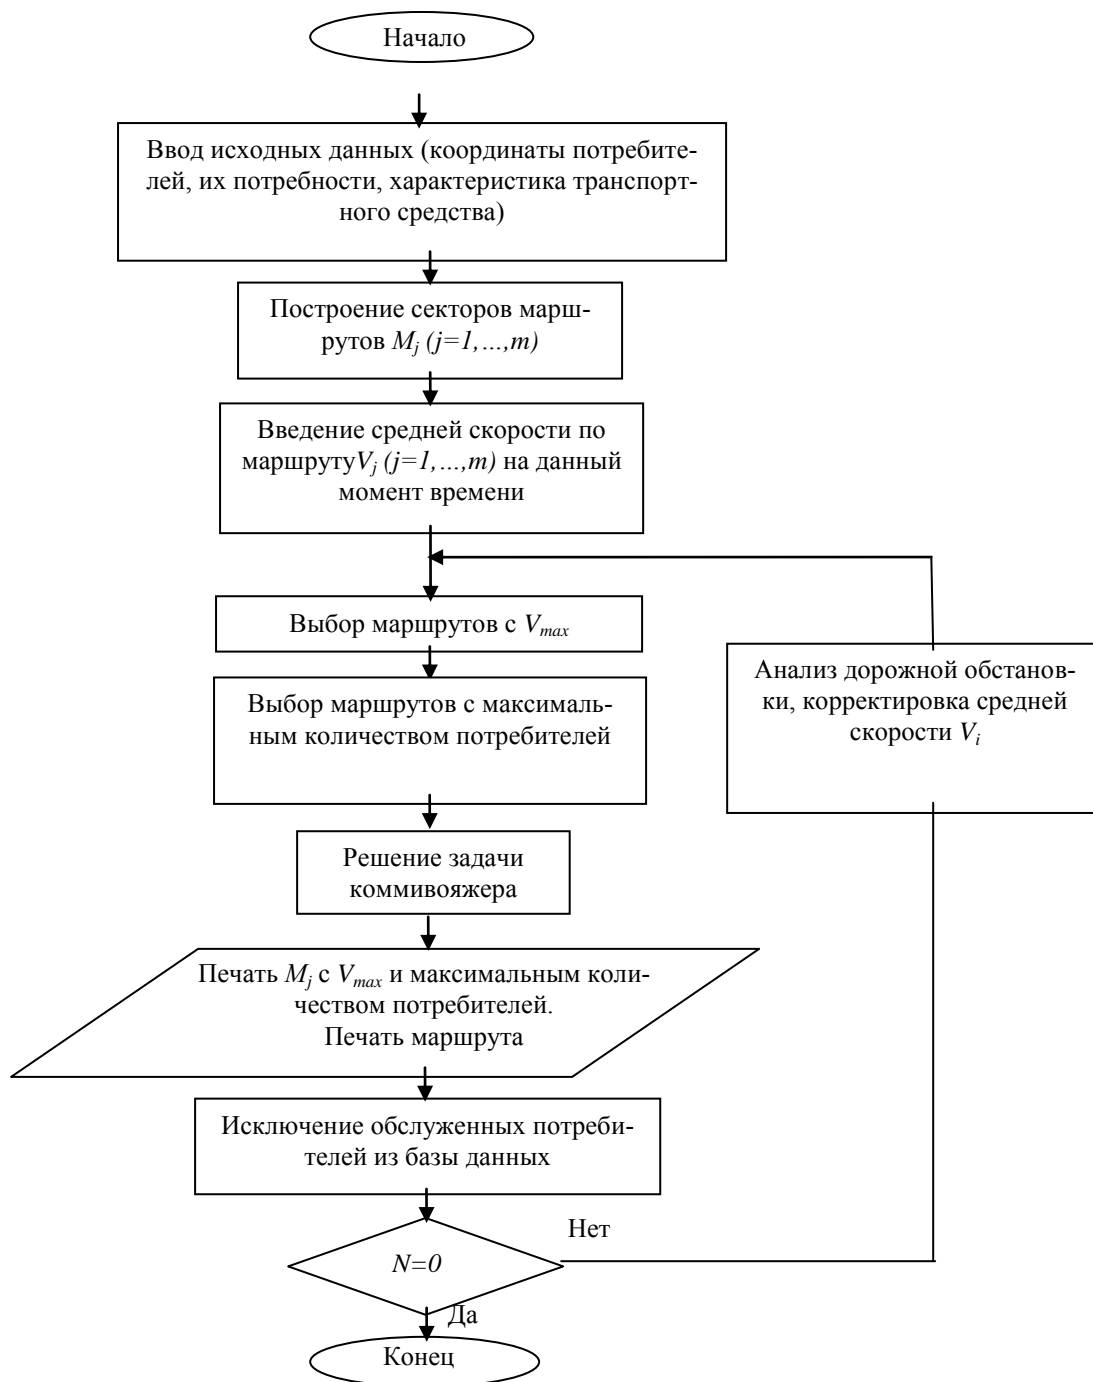 Начало
Ввод исходных данных (координаты потребите-
лей, их потребности, характеристика транспорт-
ного средства)
Построение секторов марш-
рутов M_j (j=1,...,m)
Введение средней скорости по
маршрутуV_j (j=1,...,m) на данный
момент времени
Выбор маршрутов с V_max
Выбор маршрутов с максималь-
ным количеством потребителей
Анализ дорожной обстанов-
ки, корректировка средней
скорости V_i
Решение задачи
коммивояжера
Печать M_j с V_max и максимальным коли-
чеством потребителей.
Печать маршрута
Исключение обслуженных потреби-
телей из базы данных
Нет
N=0
Да
Конец